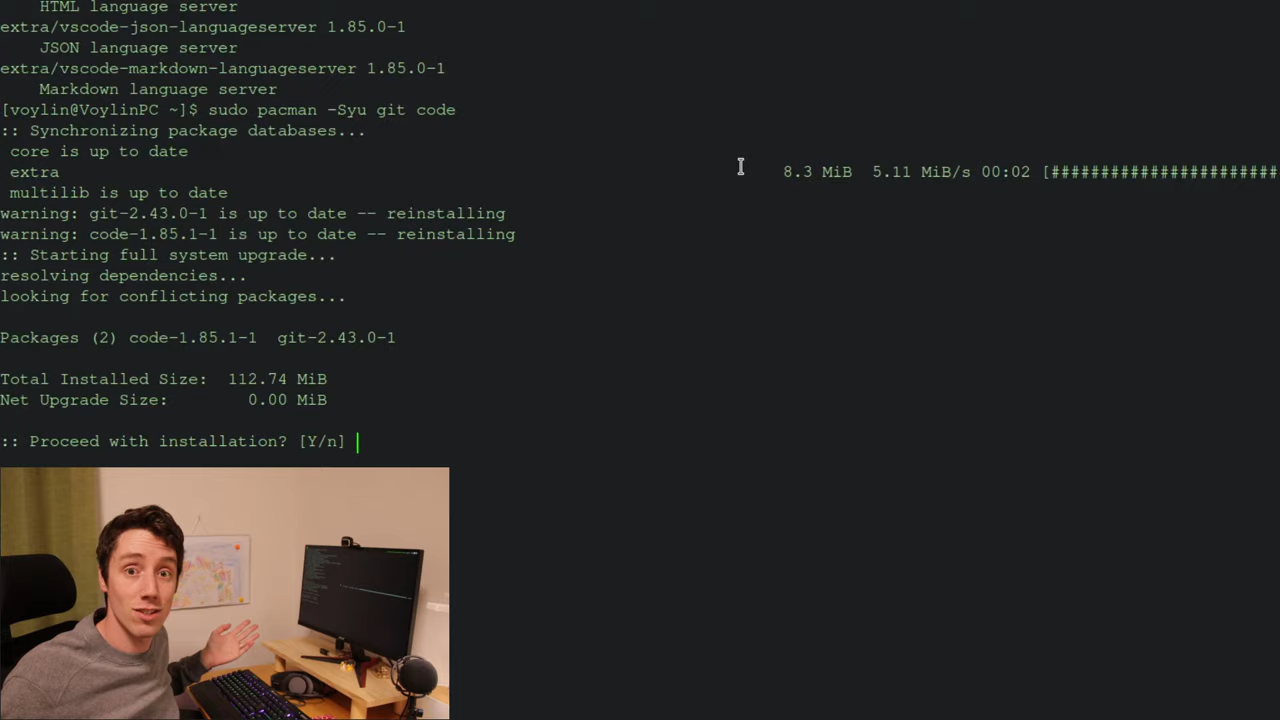 HTML language server
extra/vscode-json-languageserver 1.85.0-1
JSON language server
extra/vscode-markdown-languageserver 1.85.0-1
Markdown language server
[voylin@VoylinPC ~]$ sudo pacman -Syu git code
:: Synchronizing package databases...
core is up to date
extra 8.3 MiB 5.11 MiB/s 00:02 [#######################
multilib is up to date
warning: git-2.43.0-1 is up to date -- reinstalling
warning: code-1.85.1-1 is up to date -- reinstalling
:: Starting full system upgrade...
resolving dependencies...
looking for conflicting packages...
Packages (2) code-1.85.1-1 git-2.43.0-1
Total Installed Size: 112.74 MiB
Net Upgrade Size: 0.00 MiB
:: Proceed with installation? [Y/n]